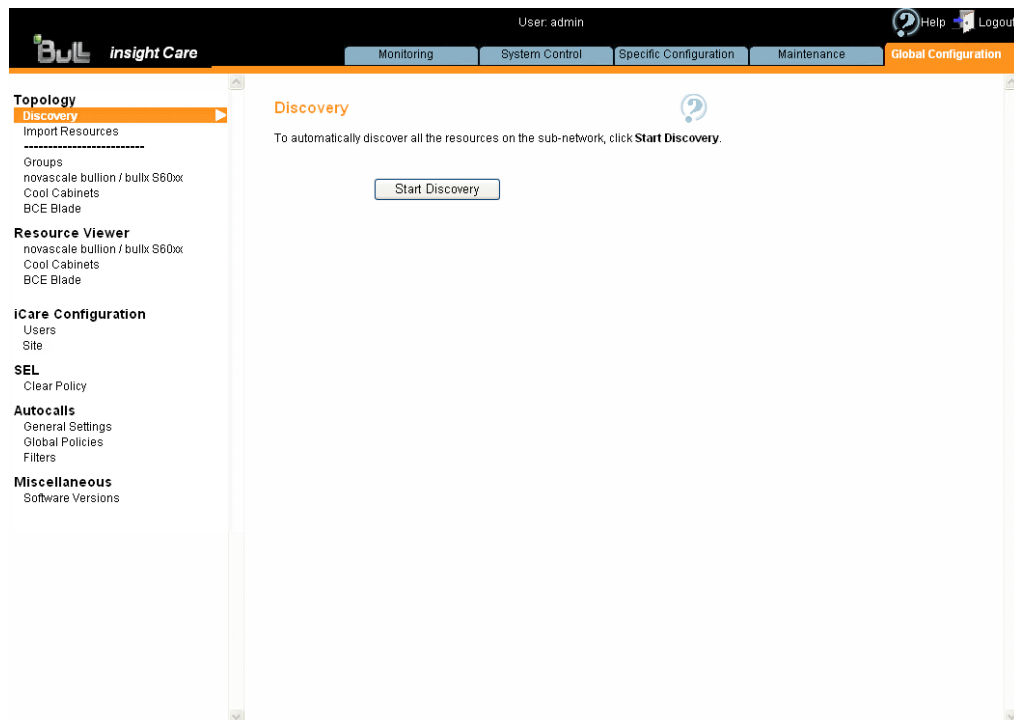 User: admin
Help
Logout
Bull
insight Care
Monitoring
System Control
Specific Configuration
Maintenance
Global Configuration
Topology
Discovery
Import Resources
-------------------------
Groups
novascale bullion / bullx S60xx
Cool Cabinets
BCE Blade
Resource Viewer
novascale bullion / bullx S60xx
Cool Cabinets
BCE Blade
iCare Configuration
Users
Site
SEL
Clear Policy
Autocalls
General Settings
Global Policies
Filters
Miscellaneous
Software Versions
Discovery
To automatically discover all the resources on the sub-network, click Start Discovery.
Start Discovery